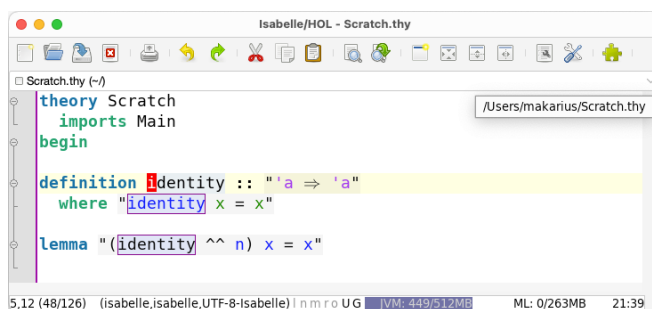 Isabelle/HOL - Scratch.thy
Scratch.thy (~/)
theory Scratch
/Users/makarius/Scratch.thy
imports Main
begin
definition identity :: "'a ⇒ 'a"
where "identity x = x"
lemma "(identity ^^ n) x = x"
5,12 (48/126) (isabelle,isabelle,UTF-8-Isabelle) l n m r o U G JVM: 449/512MB ML: 0/263MB 21:39